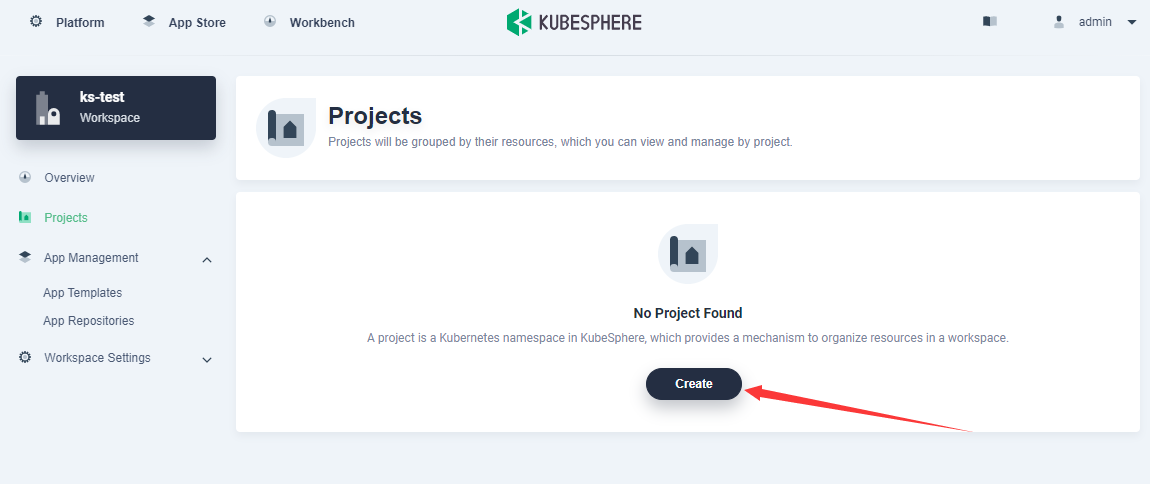 Platform
App Store
Workbench
KUBESPHERE
admin
ks-test
Workspace
Overview
Projects
App Management
App Templates
App Repositories
Workspace Settings
Projects
Projects will be grouped by their resources, which you can view and manage by project.
No Project Found
A project is a Kubernetes namespace in KubeSphere, which provides a mechanism to organize resources in a workspace.
Create